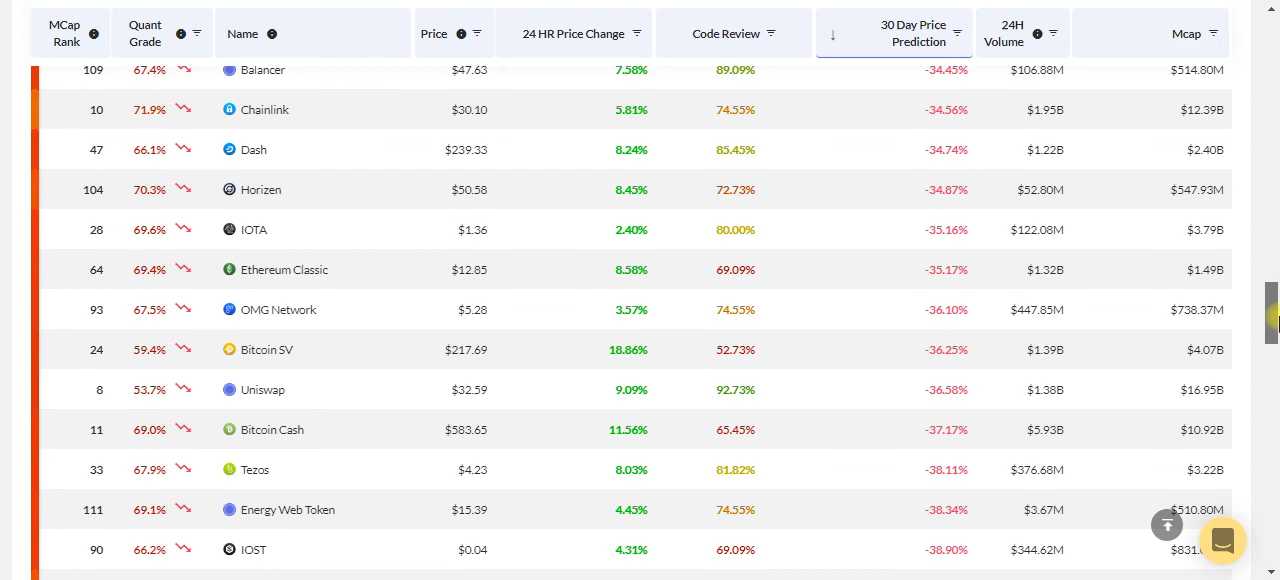 MCap Rank Quant Grade Name Price 24 HR Price Change Code Review ↓ 30 Day Price Prediction 24H Volume Mcap
109 67.4% Balancer $47.63 7.58% 89.09% -34.45% $106.88M $514.80M
10 71.9% Chainlink $30.10 5.81% 74.55% -34.56% $1.95B $12.39B
47 66.1% Dash $239.33 8.24% 85.45% -34.74% $1.22B $2.40B
104 70.3% Horizen $50.58 8.45% 72.73% -34.87% $52.80M $547.93M
28 69.6% IOTA $1.36 2.40% 80.00% -35.16% $122.08M $3.79B
64 69.4% Ethereum Classic $12.85 8.58% 69.09% -35.17% $1.32B $1.49B
93 67.5% OMG Network $5.28 3.57% 74.55% -36.10% $447.85M $738.37M
24 59.4% Bitcoin SV $217.69 18.86% 52.73% -36.25% $1.39B $4.07B
8 53.7% Uniswap $32.59 9.09% 92.73% -36.58% $1.38B $16.95B
11 69.0% Bitcoin Cash $583.65 11.56% 65.45% -37.17% $5.93B $10.92B
33 67.9% Tezos $4.23 8.03% 81.82% -38.11% $376.68M $3.22B
111 69.1% Energy Web Token $15.39 4.45% 74.55% -38.34% $3.67M $510.80M
90 66.2% IOST $0.04 4.31% 69.09% -38.90% $344.62M